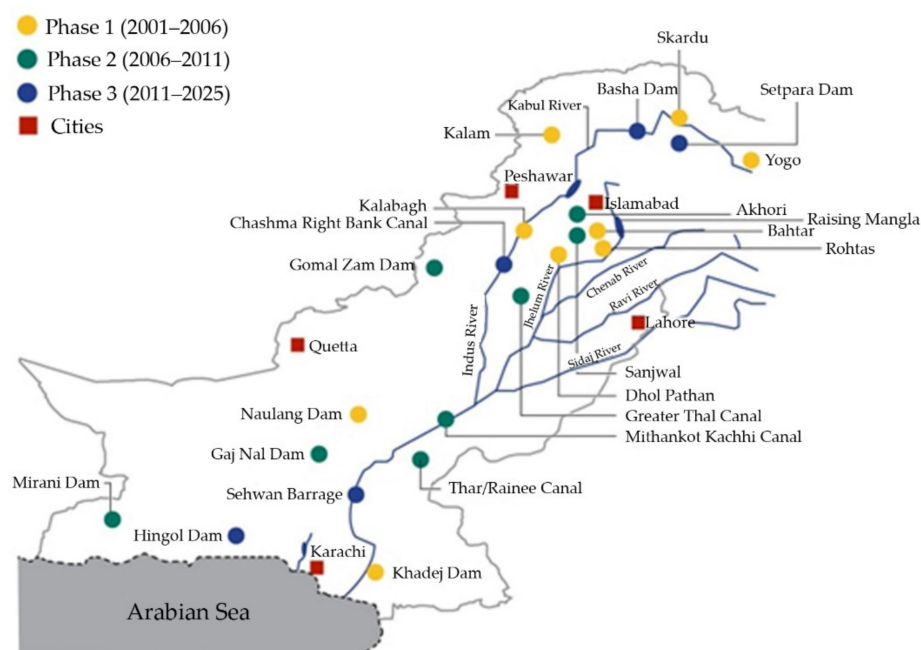 Phase 1 (2001–2006)
Phase 2 (2006–2011)
Phase 3 (2011–2025)
Cities
Skardu
Basha Dam
Setpara Dam
Kabul River
Kalam
Yogo
Peshawar
Islamabad
Kalabagh
Akhori
Chashma Right Bank Canal
Raising Mangla
Bahtar
Rohtas
Gomal Zam Dam
Chenab River
Jhelum River
Ravi River
Indus River
Lahore
Quetta
Sidaj River
Sanjwal
Dhol Pathan
Naulang Dam
Greater Thal Canal
Mithankot Kachhi Canal
Gaj Nal Dam
Mirani Dam
Sehwan Barrage
Thar/Rainee Canal
Hingol Dam
Karachi
Khadej Dam
Arabian Sea